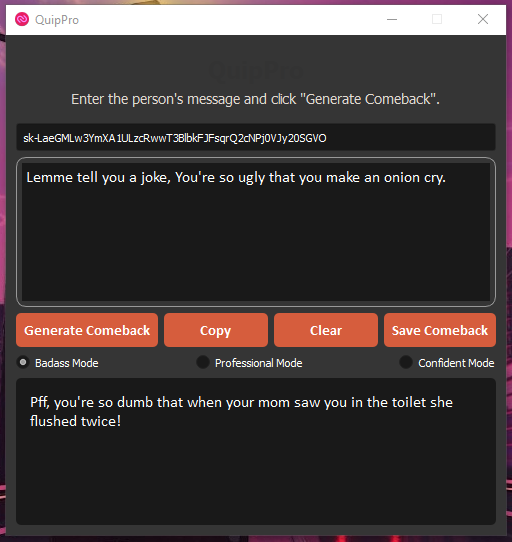 QuipPro
QuipPro
Enter the person's message and click "Generate Comeback".
Lemme tell you a joke, You're so ugly that you make an onion cry.
Generate Comeback Copy Clear Save Comeback
Badass Mode Professional Mode Confident Mode
Pff, you're so dumb that when your mom saw you in the toilet she
flushed twice!